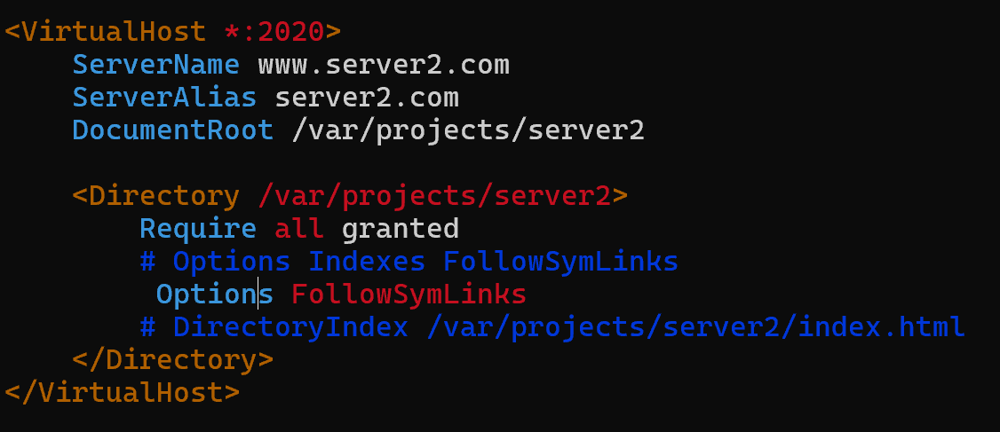 <VirtualHost *:2020>
    ServerName www.server2.com
    ServerAlias server2.com
    DocumentRoot /var/projects/server2

    <Directory /var/projects/server2>
        Require all granted
        # Options Indexes FollowSymLinks
         Options FollowSymLinks
        # DirectoryIndex /var/projects/server2/index.html
    </Directory>
</VirtualHost>